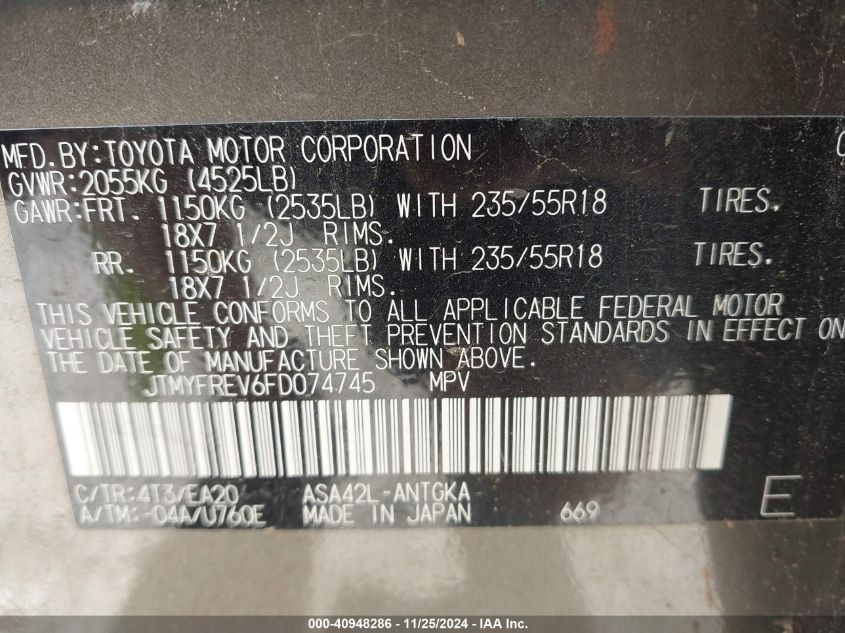 MFD.BY:TOYOTA MOTOR CORPORATION
GVWR:2055KG (4525LB)
GAWR:FRT. 1150KG (2535LB) WITH 235/55R18 TIRES,
18X7 1/2J RIMS.
RR. 1150KG (2535LB) WITH 235/55R18 TIRES.
18X7 1/2J RIMS.
THIS VEHICLE CONFORMS TO ALL APPLICABLE FEDERAL MOTOR
VEHICLE SAFETY AND THEFT PREVENTION STANDARDS IN EFFECT ON
THE DATE OF MANUFACTURE SHOWN ABOVE.
JTMYFREV6FD074745 MPV
C/TR:4T3/EA20 ASA42L-ANTGKA
A/TM:-04A/U760E MADE IN JAPAN 669 E
000-40948286 - 11/25/2024 - IAA Inc.